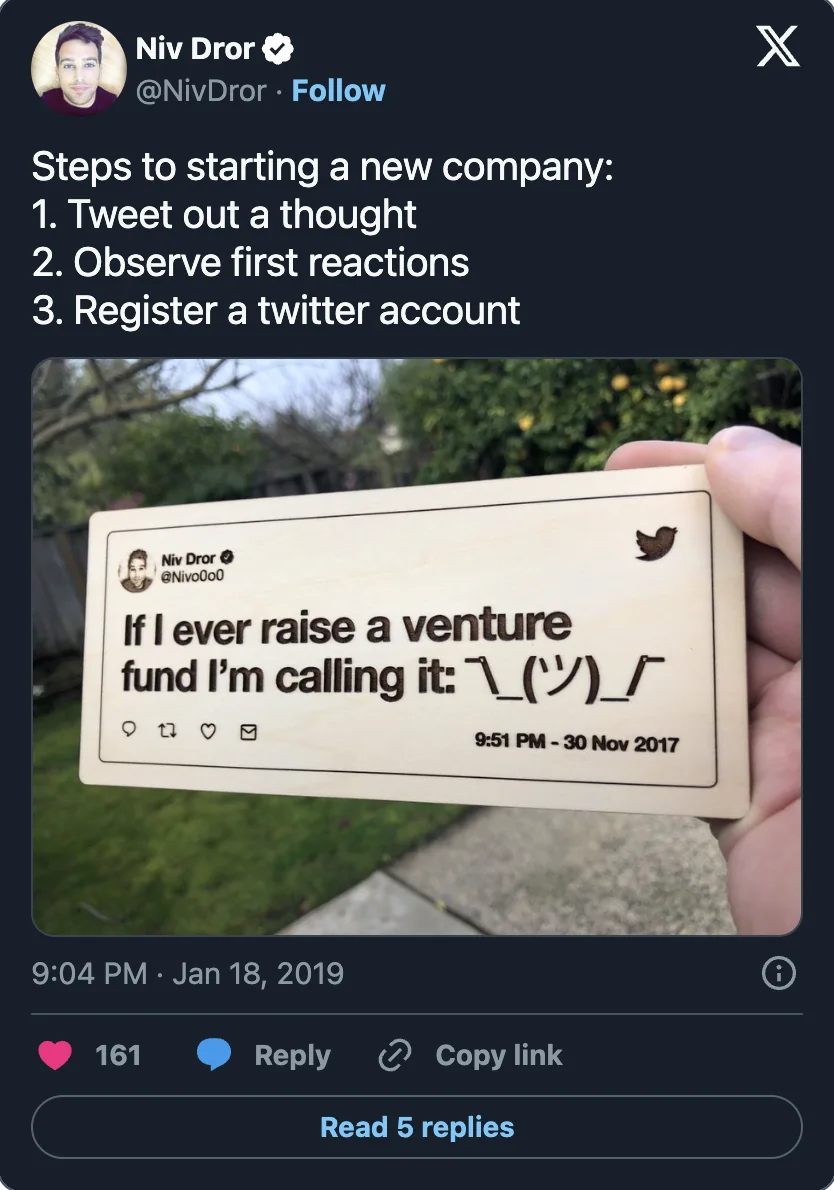 Niv Dror
@NivDror · Follow
Steps to starting a new company:
1. Tweet out a thought
2. Observe first reactions
3. Register a twitter account
Niv Dror
@Nivo0o0
If I ever raise a venture
fund I'm calling it: ¯\_(ツ)_/¯
9:51 PM - 30 Nov 2017
9:04 PM · Jan 18, 2019
161 Reply Copy link
Read 5 replies